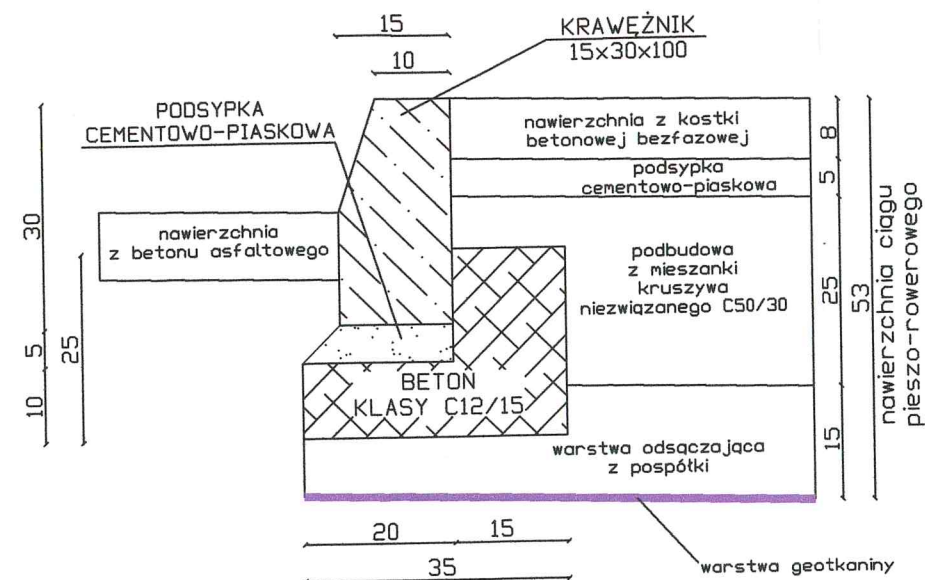 15
10
KRAWĘŻNIK
15x30x100
PODSYPKA
CEMENTOWO-PIASKOWA
nawierzchnia z kostki
betonowej bezfazowej
8
podsypka
cementowo-piaskowa
5
30
nawierzchnia
z betonu asfaltowego
podbudowa
z mieszanki
kruszywa
niezwiązanego C50/30
25
53
nawierzchnia ciągu
pieszo-rowerowego
5
25
10
BETON
KLASY C12/15
warstwa odsączająca
z pospółki
15
20
15
35
warstwa geotkaniny